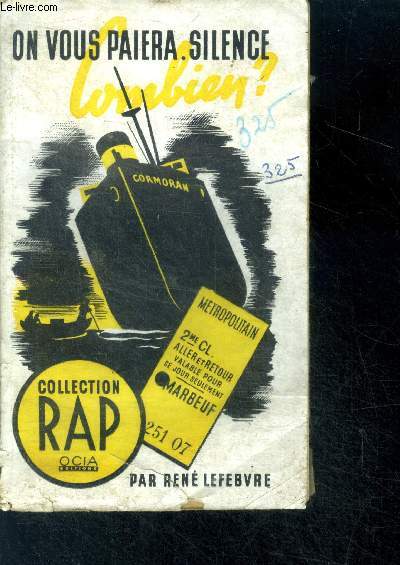 Le-livre.com
ON VOUS PAIERA.SILENCE
Combien?
325
325
CORMORAN
METROPOLITAIN
2ME CL.
ALLER ET RETOUR
VALABLE POUR
CE JOUR SEULEMENT
MARBEUF
251 07
COLLECTION
RAP
OCIA
EDITIONS
PAR RENÉ LEFEBVRE